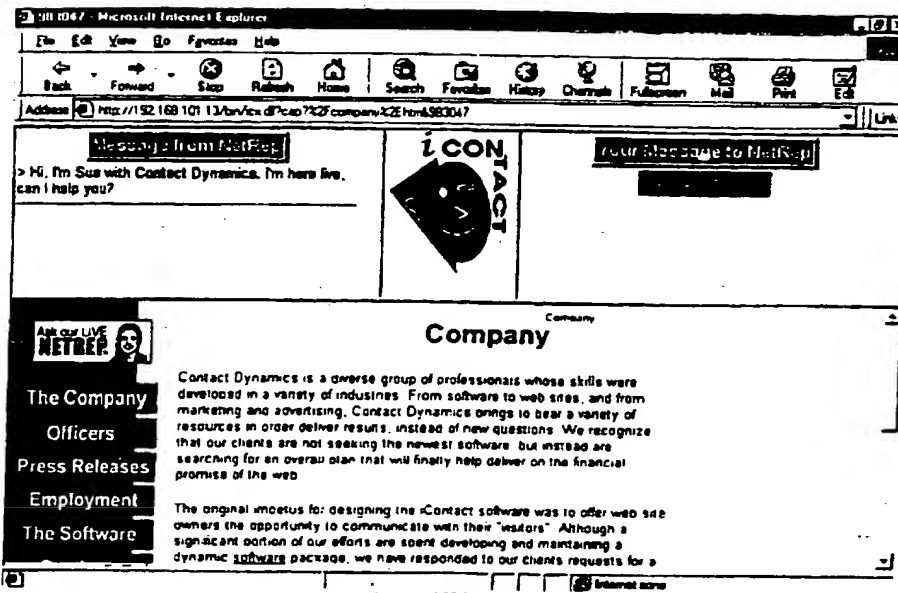 983047 - Microsoft Internet Explorer
File Edit View Go Favorites Help
Back Forward Stop Refresh Home Search Favorites History Channels Fullscreen Mail Print Edit
Address Link
Message from NetRep
> Hi, I'm Sue with Contact Dynamics. I'm here live,
can I help you?
i CONTACT
Your Message to NetRep
Ask our LIVE
NETREP
The Company
Officers
Press Releases
Employment
The Software
Company
Company
Contact Dynamics is a diverse group of professionals whose skills were
developed in a variety of industries. From software to web sites, and from
marketing and advertising, Contact Dynamics brings to bear a variety of
resources in order deliver results, instead of new questions. We recognize
that our clients are not seeking the newest software, but instead are
searching for an overall plan that will finally help deliver on the financial
promise of the web
The original impetus for designing the iContact software was to offer web site
owners the opportunity to communicate with their "visitors". Although a
significant portion of our efforts are spent developing and maintaining a
dynamic software package, we have responded to our clients requests for a
Internet zone